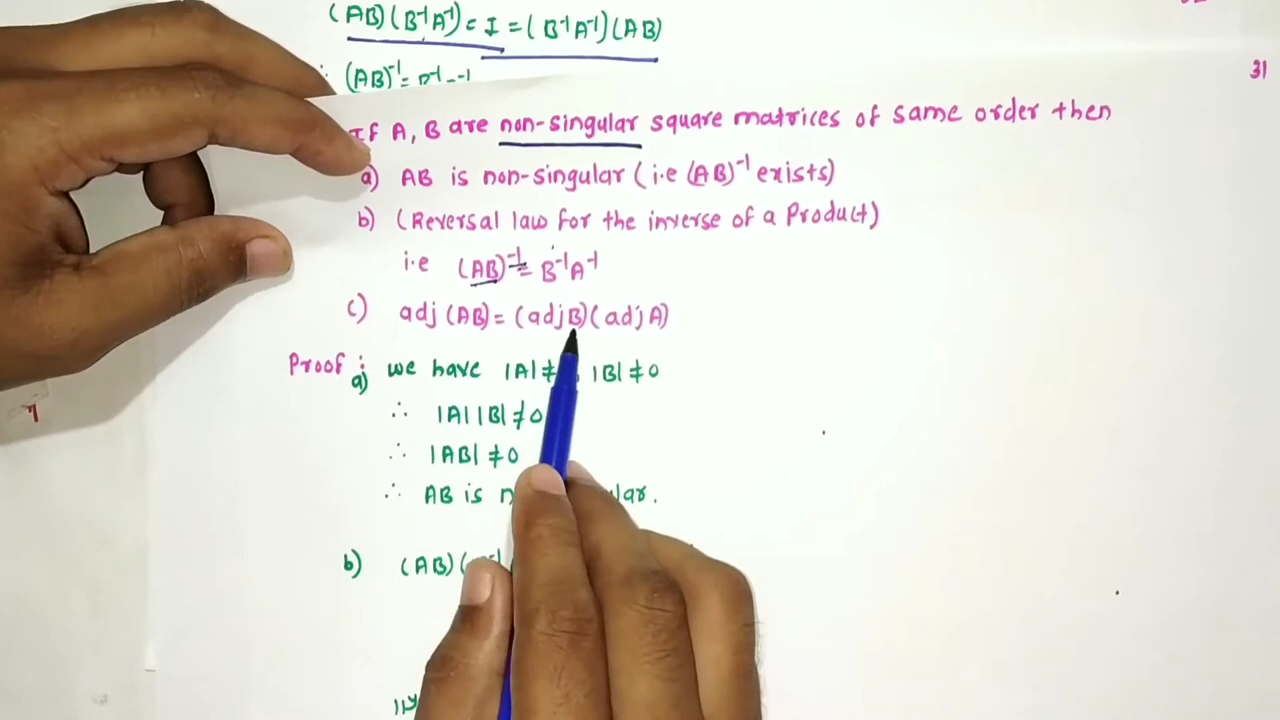 (AB)(B⁻¹A⁻¹) = I = (B⁻¹A⁻¹)(AB)
(AB)⁻¹ =
31
If A, B are non-singular square matrices of same order then
a) AB is non-singular (i.e (AB)⁻¹ exists)
b) (Reversal law for the inverse of a Product)
i.e (AB)⁻¹ = B⁻¹A⁻¹
c) adj (AB) = (adj B)(adj A)
Proof : a) we have |A| ≠ |B| ≠ 0
∴ |A| |B| ≠ 0
∴ |AB| ≠ 0
∴ AB is
b) (AB)(